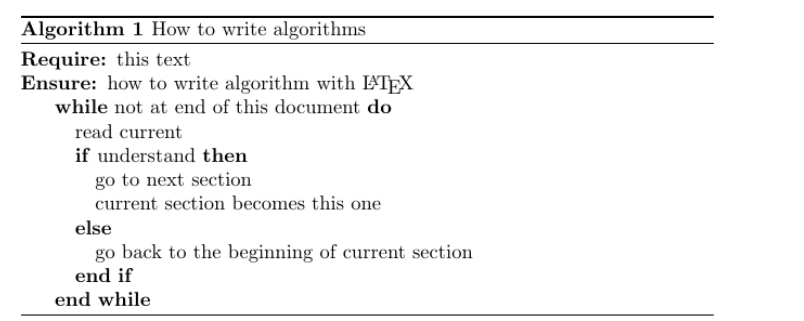 Algorithm 1 How to write algorithms
Require: this text
Ensure: how to write algorithm with LATEX
while not at end of this document do
read current
if understand then
go to next section
current section becomes this one
else
go back to the beginning of current section
end if
end while